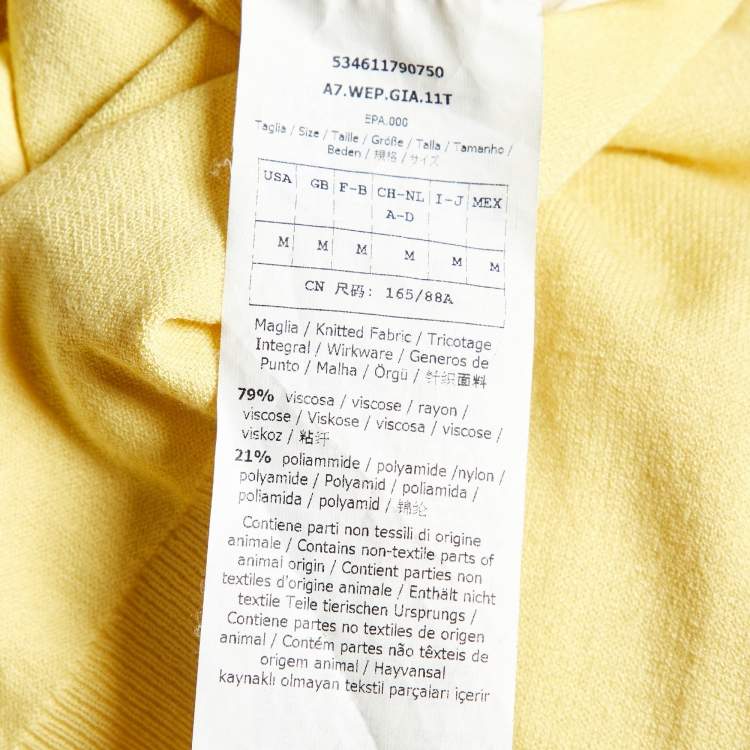 534611790750
A7.WEP.GIA.11T
EPA.000
Taglia / Size / Taille / Größe / Talla / Tamanho /
Beden / 規格 / サイズ
USA GB F-B CH-NL I-J MEX
A-D
M M M M M M
CN 尺码: 165/88A
Maglia / Knitted Fabric / Tricotage
Integral / Wirkware / Generos de
Punto / Malha / Örgü / 针织面料
79% viscosa / viscose / rayon /
viscose / Viskose / viscosa / viscose /
viskoz / 粘纤
21% poliammide / polyamide /nylon /
polyamide / Polyamid / poliamida /
poliamida / polyamid / 锦纶
Contiene parti non tessili di origine
animale / Contains non-textile parts of
animal origin / Contient parties non
textiles d'origine animale / Enthält nicht
textile Teile tierischen Ursprungs /
Contiene partes no textiles de origen
animal / Contém partes não têxteis de
origem animal / Hayvansal
kaynaklı olmayan tekstil parçaları içerir